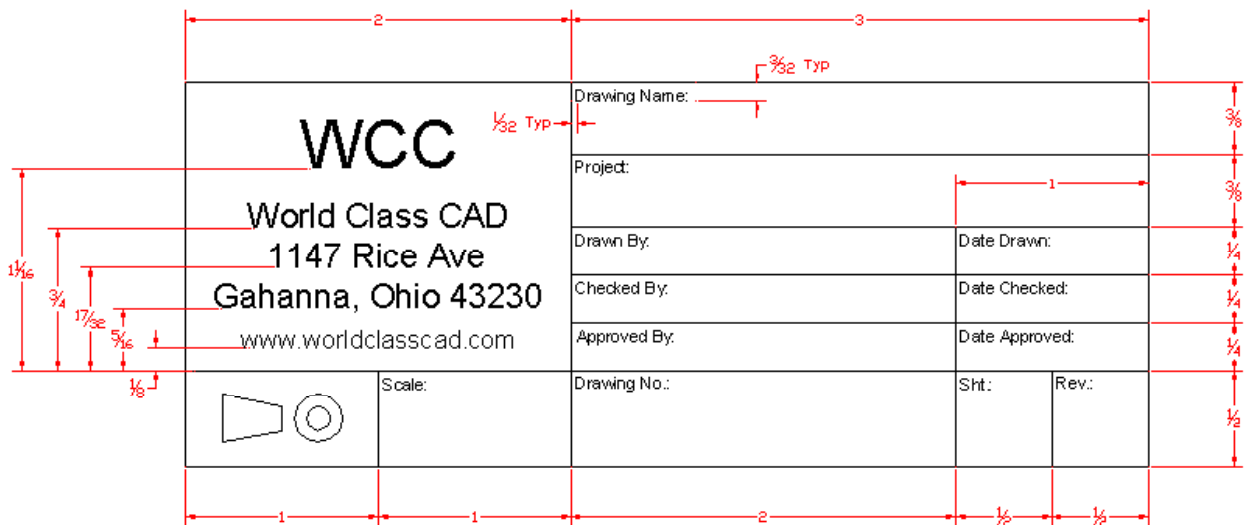 2
3
3/32 Typ
Drawing Name:
1/32 Typ
3/8
WCC
Project:
1
3/8
World Class CAD
Drawn By:
Date Drawn:
1/4
1147 Rice Ave
1 1/16
3/4
17/32
5/16
1/8
Gahanna, Ohio 43230
Checked By:
Date Checked:
1/4
www.worldclasscad.com
Approved By:
Date Approved:
1/4
Scale:
Drawing No.:
Sht.:
Rev.:
1/2
1
1
2
1/2
1/2